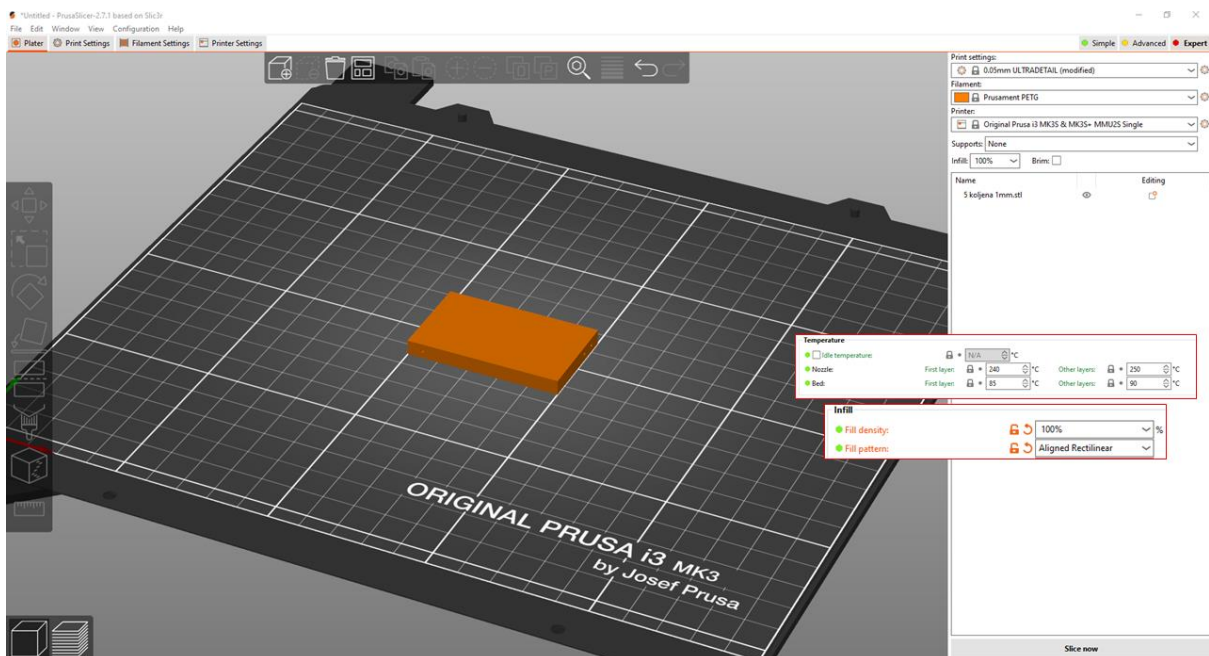 *Untitled - PrusaSlicer-2.7.1 based on Slic3r
File Edit Window View Configuration Help
Plater Print Settings Filament Settings Printer Settings
Simple Advanced Expert
Print settings:
0.05mm ULTRADETAIL (modified)
Filament:
Prusament PETG
Printer:
Original Prusa i3 MK3S & MK3S+ MMU2S Single
Supports: None
Infill: 100% Brim:
Name Editing
5 koljena 1mm.stl
Temperature
Idle temperature: N/A °C
Nozzle: First layer: 240 °C Other layers: 250 °C
Bed: First layer: 85 °C Other layers: 90 °C
Infill
Fill density: 100% %
Fill pattern: Aligned Rectilinear
ORIGINAL PRUSA i3 MK3
by Josef Prusa
Slice now